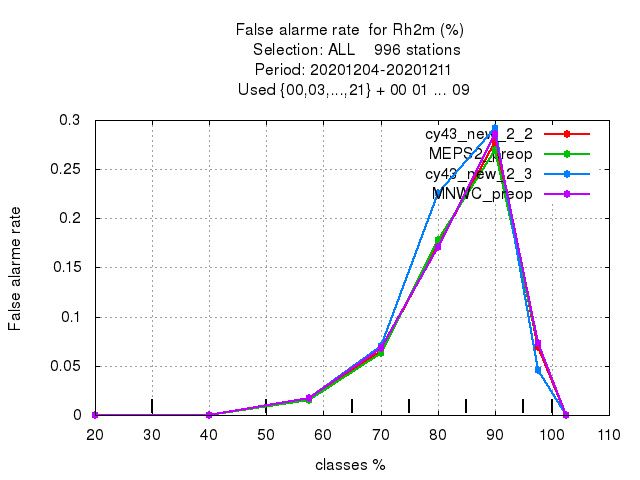 False alarme rate  for Rh2m (%)
Selection: ALL    996 stations
Period: 20201204-20201211
Used {00,03,...,21} + 00 01 ... 09
0.3
0.25
0.2
0.15
0.1
0.05
0
False alarme rate
cy43_new_2_2
MEPS2_preop
cy43_new_2_3
MNWC_preop
20 30 40 50 60 70 80 90 100 110
classes %